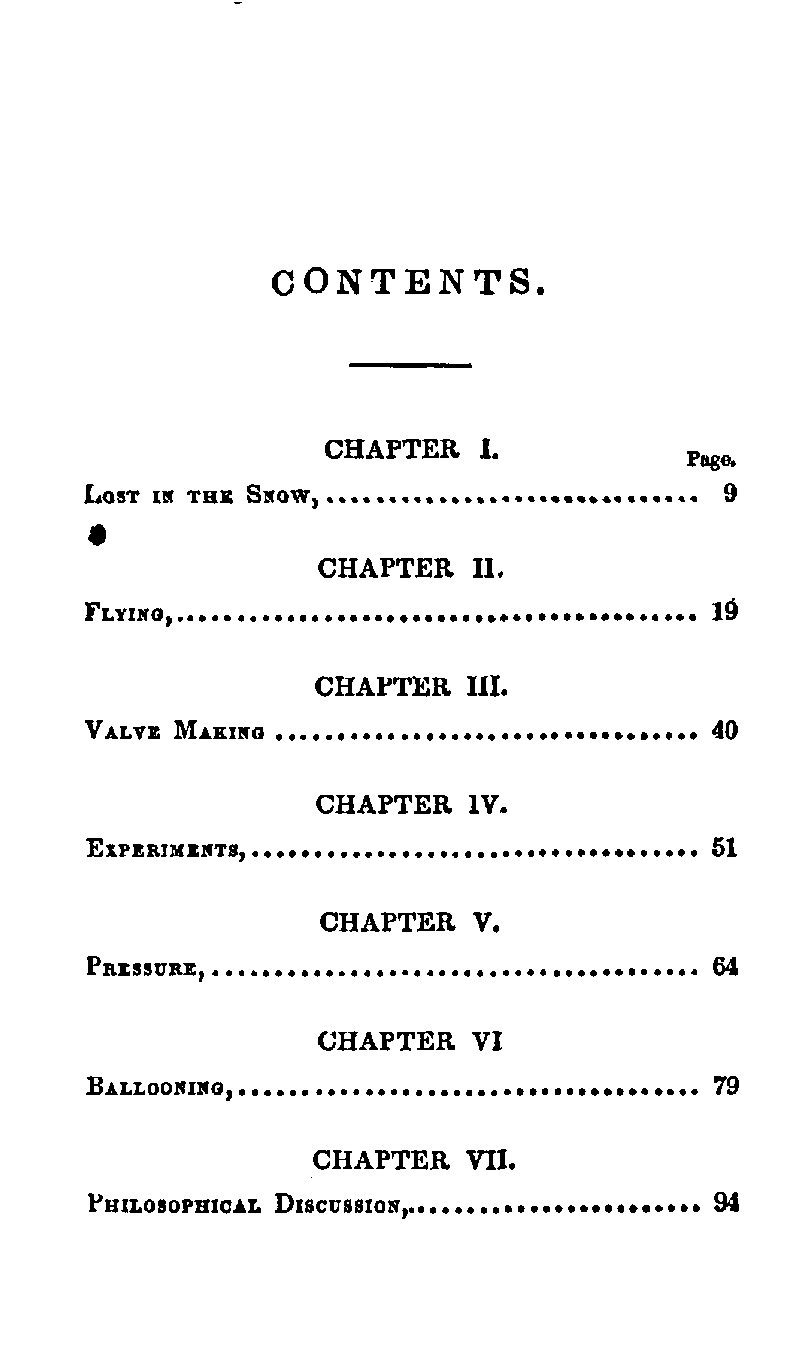 CONTENTS.
CHAPTER I.
Page.
Lost in the Snow,.............................. 9
CHAPTER II.
Flying,.......................................... 19
CHAPTER III.
Valve Making .................................. 40
CHAPTER IV.
Experiments,.................................... 51
CHAPTER V.
Pressure,....................................... 64
CHAPTER VI
Ballooning,..................................... 79
CHAPTER VII.
Philosophical Discussion,........................ 94